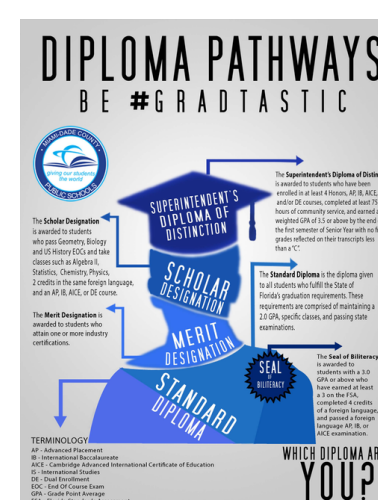 DIPLOMA PATHWAYS
BE #GRADTASTIC
MIAMI-DADE COUNTY
giving our students
the world
PUBLIC SCHOOLS
SUPERINTENDENT'S
DIPLOMA OF
DISTINCTION
The Superintendent's Diploma of Distin
is awarded to students who have been
enrolled in at least 4 Honors, AP, IB, AICE,
and/or DE courses, completed at least 75
hours of community service, and earned a
weighted GPA of 3.5 or above by the end
the first semester of Senior Year with no fi
grades reflected on their transcripts less
than a "C".
The Scholar Designation
is awarded to students
who pass Geometry, Biology
and US History EOCs and take
classes such as Algebra II,
Statistics, Chemistry, Physics,
2 credits in the same foreign language,
and an AP, IB, AICE, or DE course.
SCHOLAR
DESIGNATION
The Standard Diploma is the diploma given
to all students who fulfill the State of
Florida's graduation requirements. These
requirements are comprised of maintaining a
2.0 GPA, specific classes, and passing state
examinations.
The Merit Designation is
awarded to students who
attain one or more industry
certifications.
MERIT
DESIGNATION
SEAL
OF
BILITERACY
The Seal of Biliteracy
is awarded to
students with a 3.0
GPA or above who
have earned at least
a 3 on the FSA,
completed 4 credits
of a foreign language,
and passed a foreign
language AP, IB, or
AICE examination.
STANDARD
DIPLOMA
TERMINOLOGY
AP - Advanced Placement
IB - International Baccalaureate
AICE - Cambridge Advanced International Certificate of Education
IS - International Studies
DE - Dual Enrollment
EOC - End Of Course Exam
GPA - Grade Point Average
WHICH DIPLOMA AR
YOU?